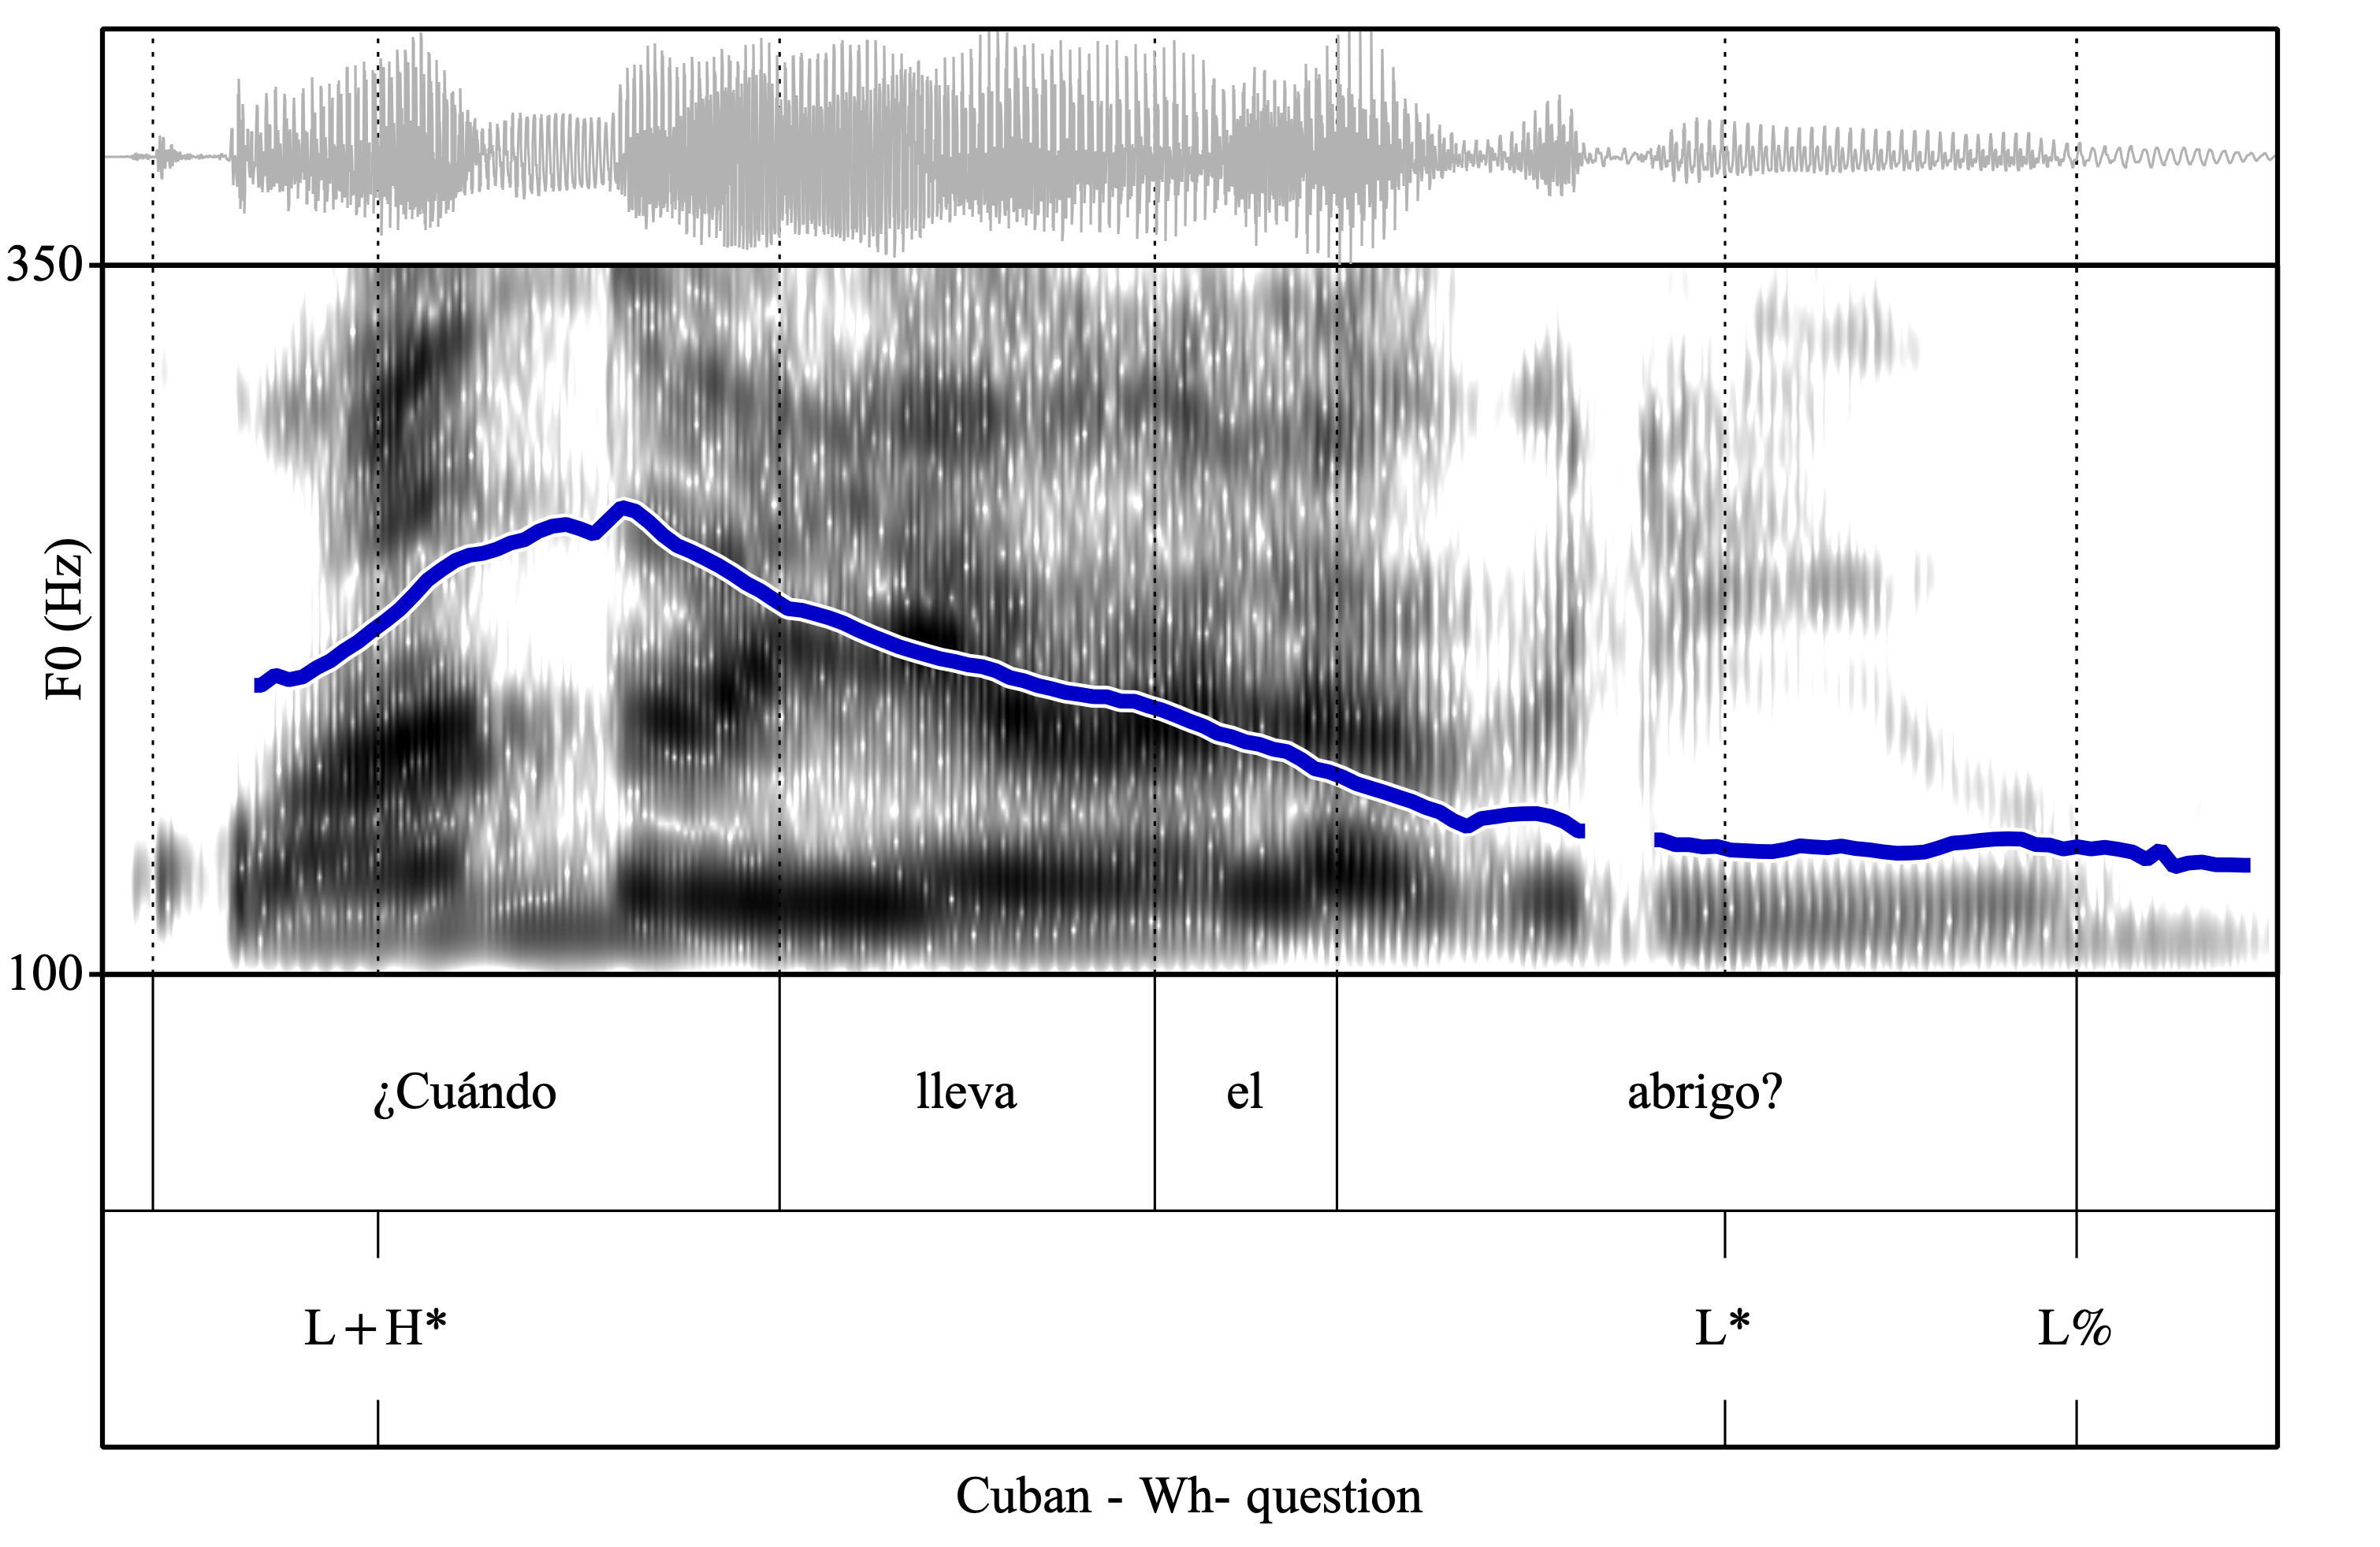 350
F0 (Hz)
100
¿Cuándo lleva el abrigo?
L+H* L* L%
Cuban - Wh- question